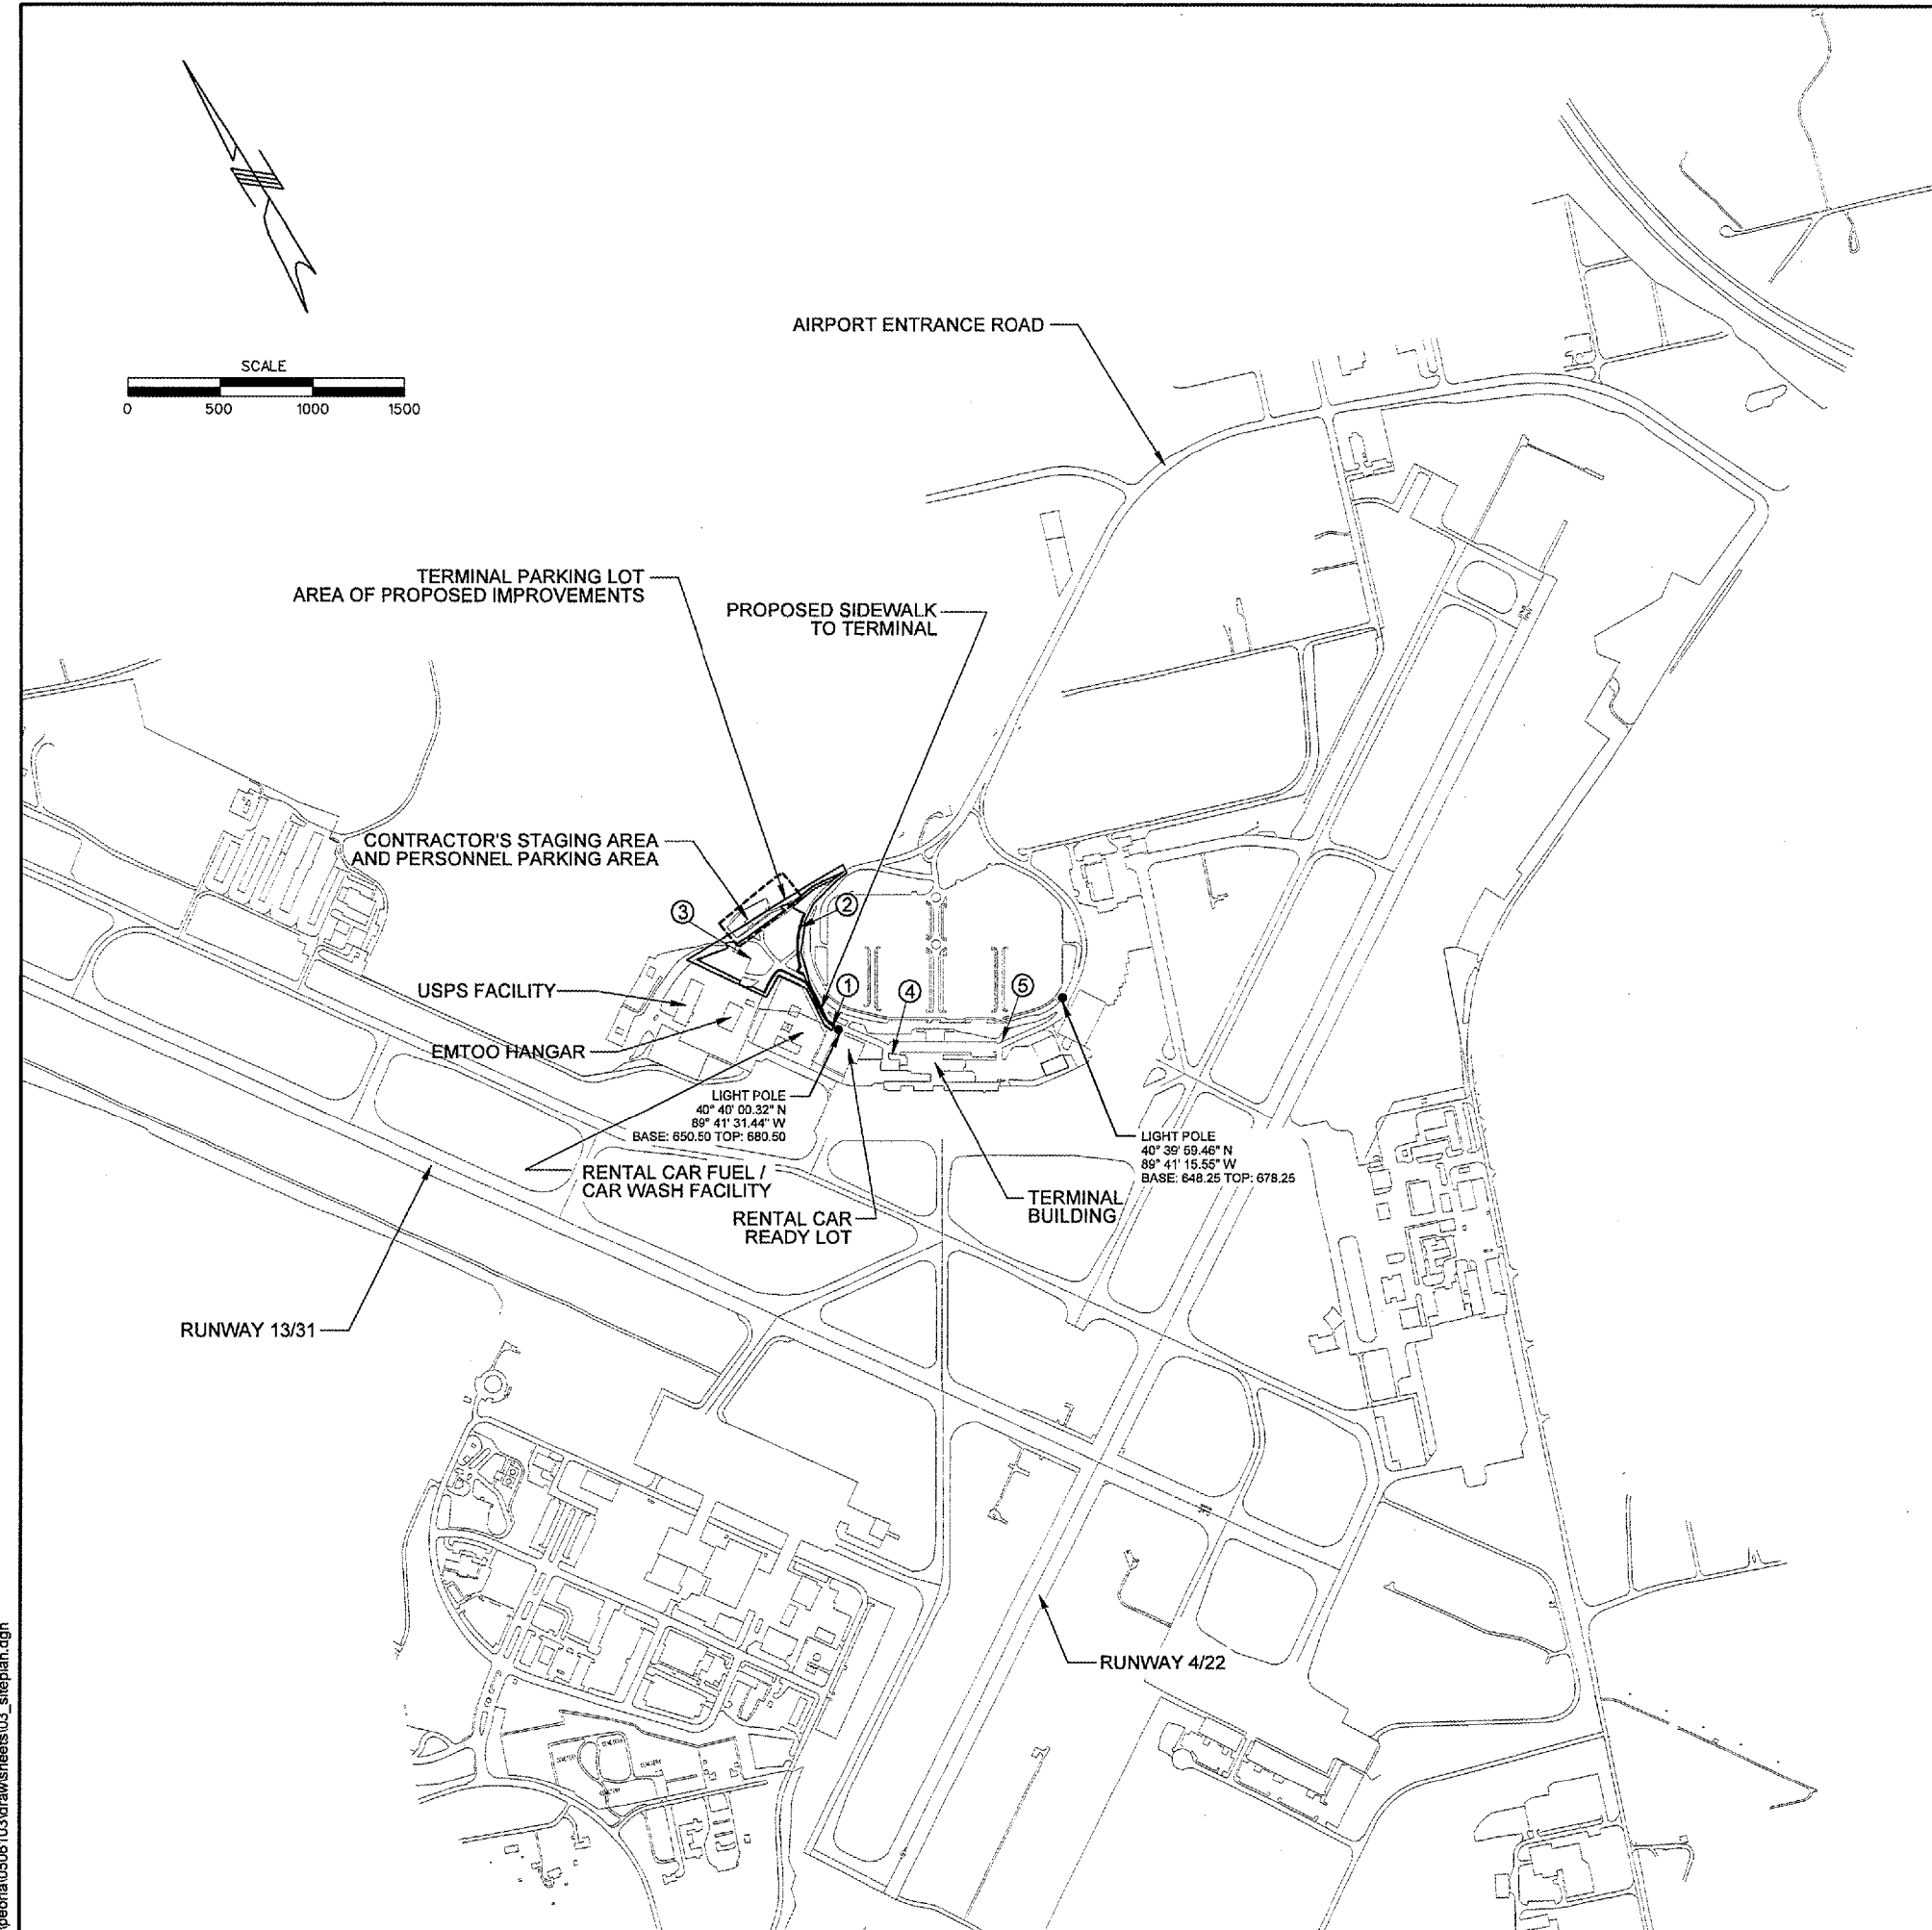 SCALE
0 500 1000 1500
AIRPORT ENTRANCE ROAD
TERMINAL PARKING LOT
AREA OF PROPOSED IMPROVEMENTS
PROPOSED SIDEWALK
TO TERMINAL
CONTRACTOR'S STAGING AREA
AND PERSONNEL PARKING AREA
3
2
USPS FACILITY
1
4
5
EMTOO HANGAR
LIGHT POLE
40° 40' 00.32" N
89° 41' 31.44" W
BASE: 650.50 TOP: 680.50
LIGHT POLE
40° 39' 59.46" N
89° 41' 15.55" W
BASE: 648.25 TOP: 678.25
RENTAL CAR FUEL /
CAR WASH FACILITY
TERMINAL
BUILDING
RENTAL CAR
READY LOT
RUNWAY 13/31
RUNWAY 4/22